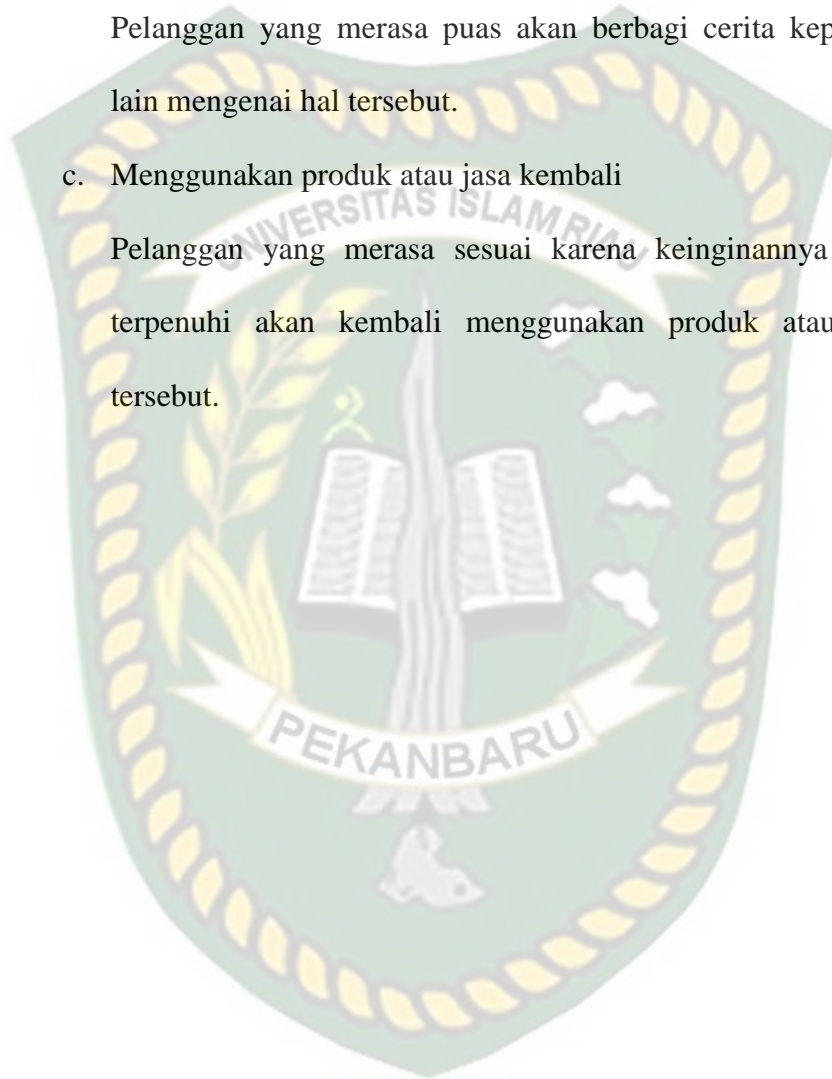 Pelanggan yang merasa puas akan berbagi cerita kep
lain mengenai hal tersebut.
c. Menggunakan produk atau jasa kembali
UNIVERSITAS ISLAM RIAU
Pelanggan yang merasa sesuai karena keinginannya
terpenuhi akan kembali menggunakan produk atau
tersebut.
PEKANBARU